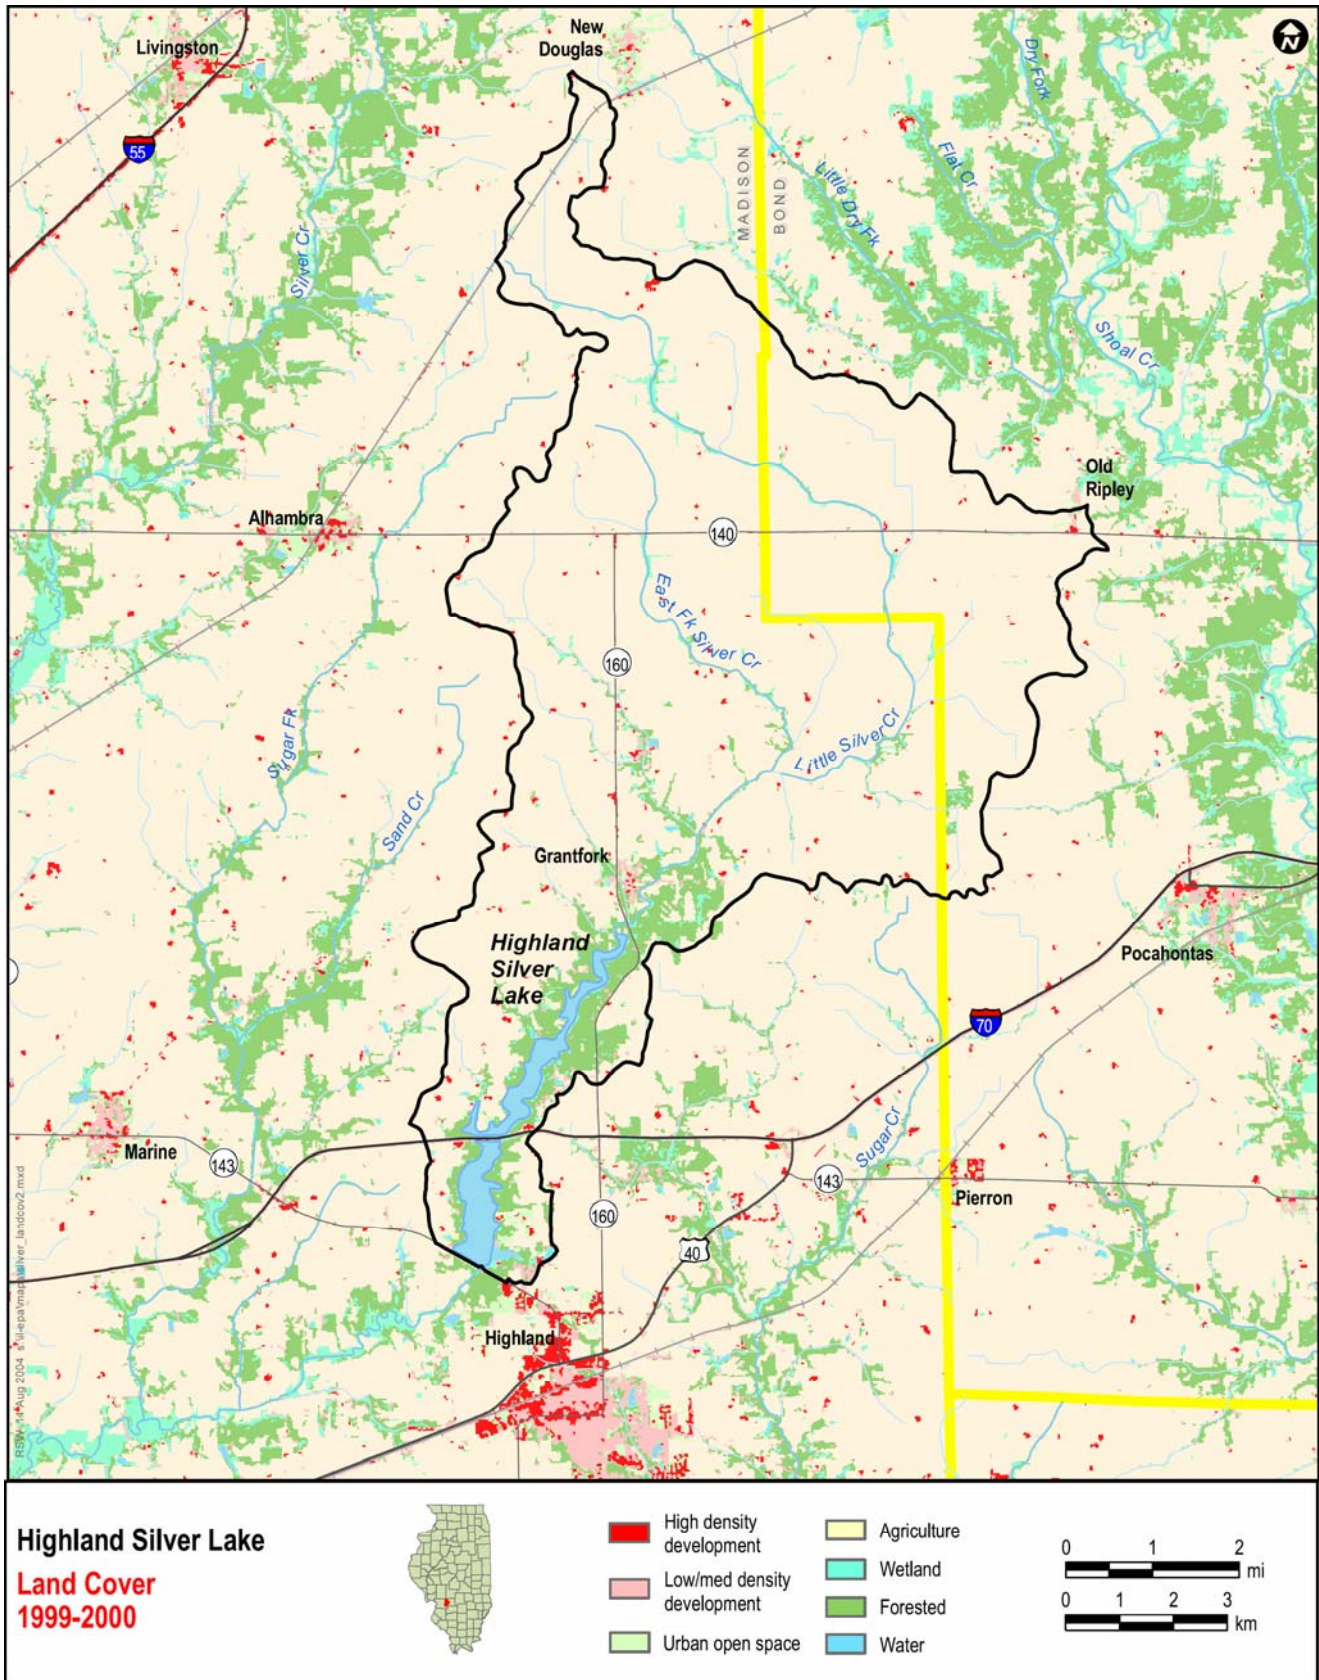 New
Douglas
Livingston
N
55
Dry Fork
Flat Cr
Little Dry Fk
MADISON
BOND
Silver Cr
Shoal Cr
Old
Ripley
Alhambra
140
East Fk Silver Cr
160
Sugar Fk
Little Silver Cr
Sand Cr
Grantfork
Highland
Silver
Lake
Pocahontas
70
Marine
143
Sugar Cr
143
Pierron
160
40
Highland
Highland Silver Lake
Land Cover
1999-2000
High density
development
Low/med density
development
Urban open space
Agriculture
Wetland
Forested
Water
0 1 2
mi
0 1 2 3
km